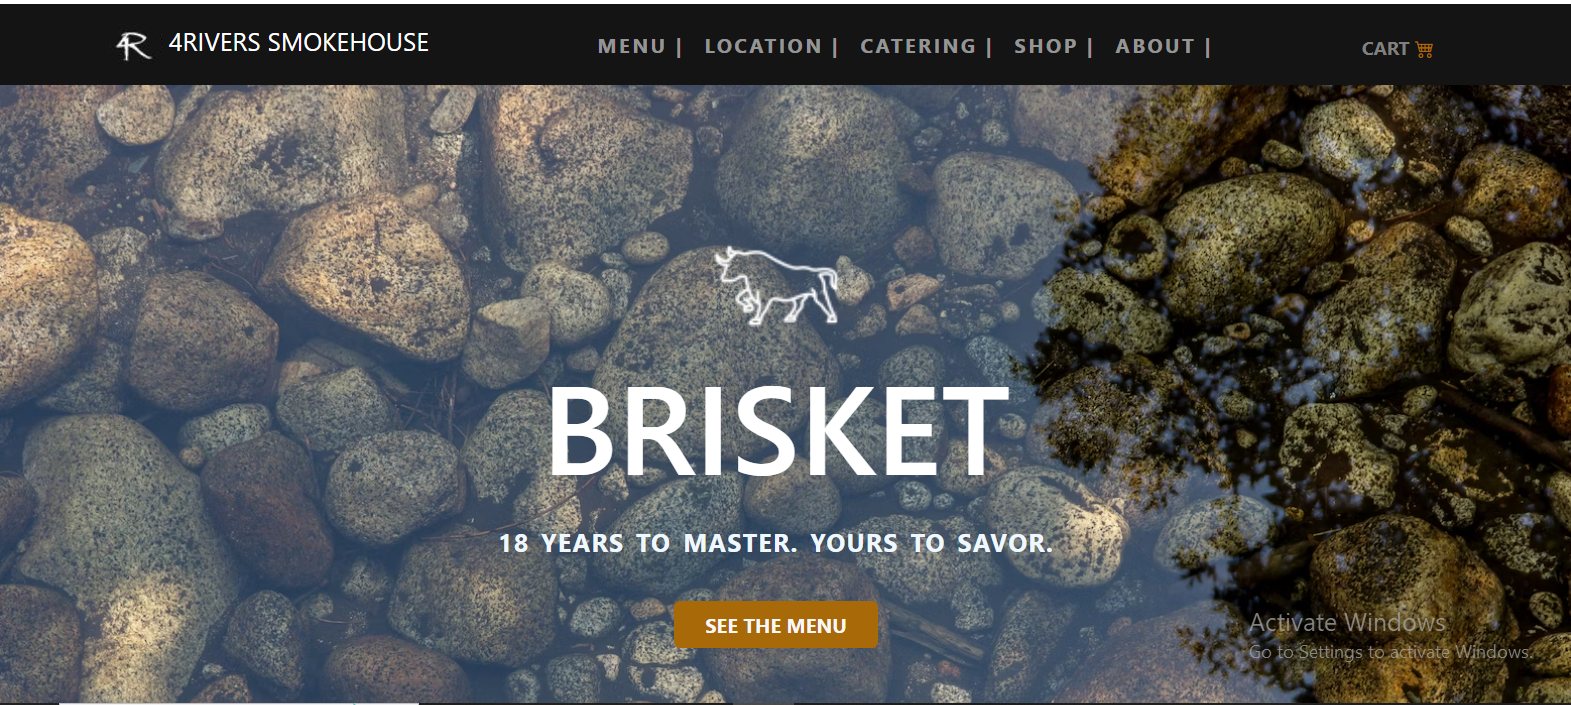 4R 4RIVERS SMOKEHOUSE MENU | LOCATION | CATERING | SHOP | ABOUT | CART
BRISKET
18 YEARS TO MASTER. YOURS TO SAVOR.
SEE THE MENU
Activate Windows
Go to Settings to activate Windows.